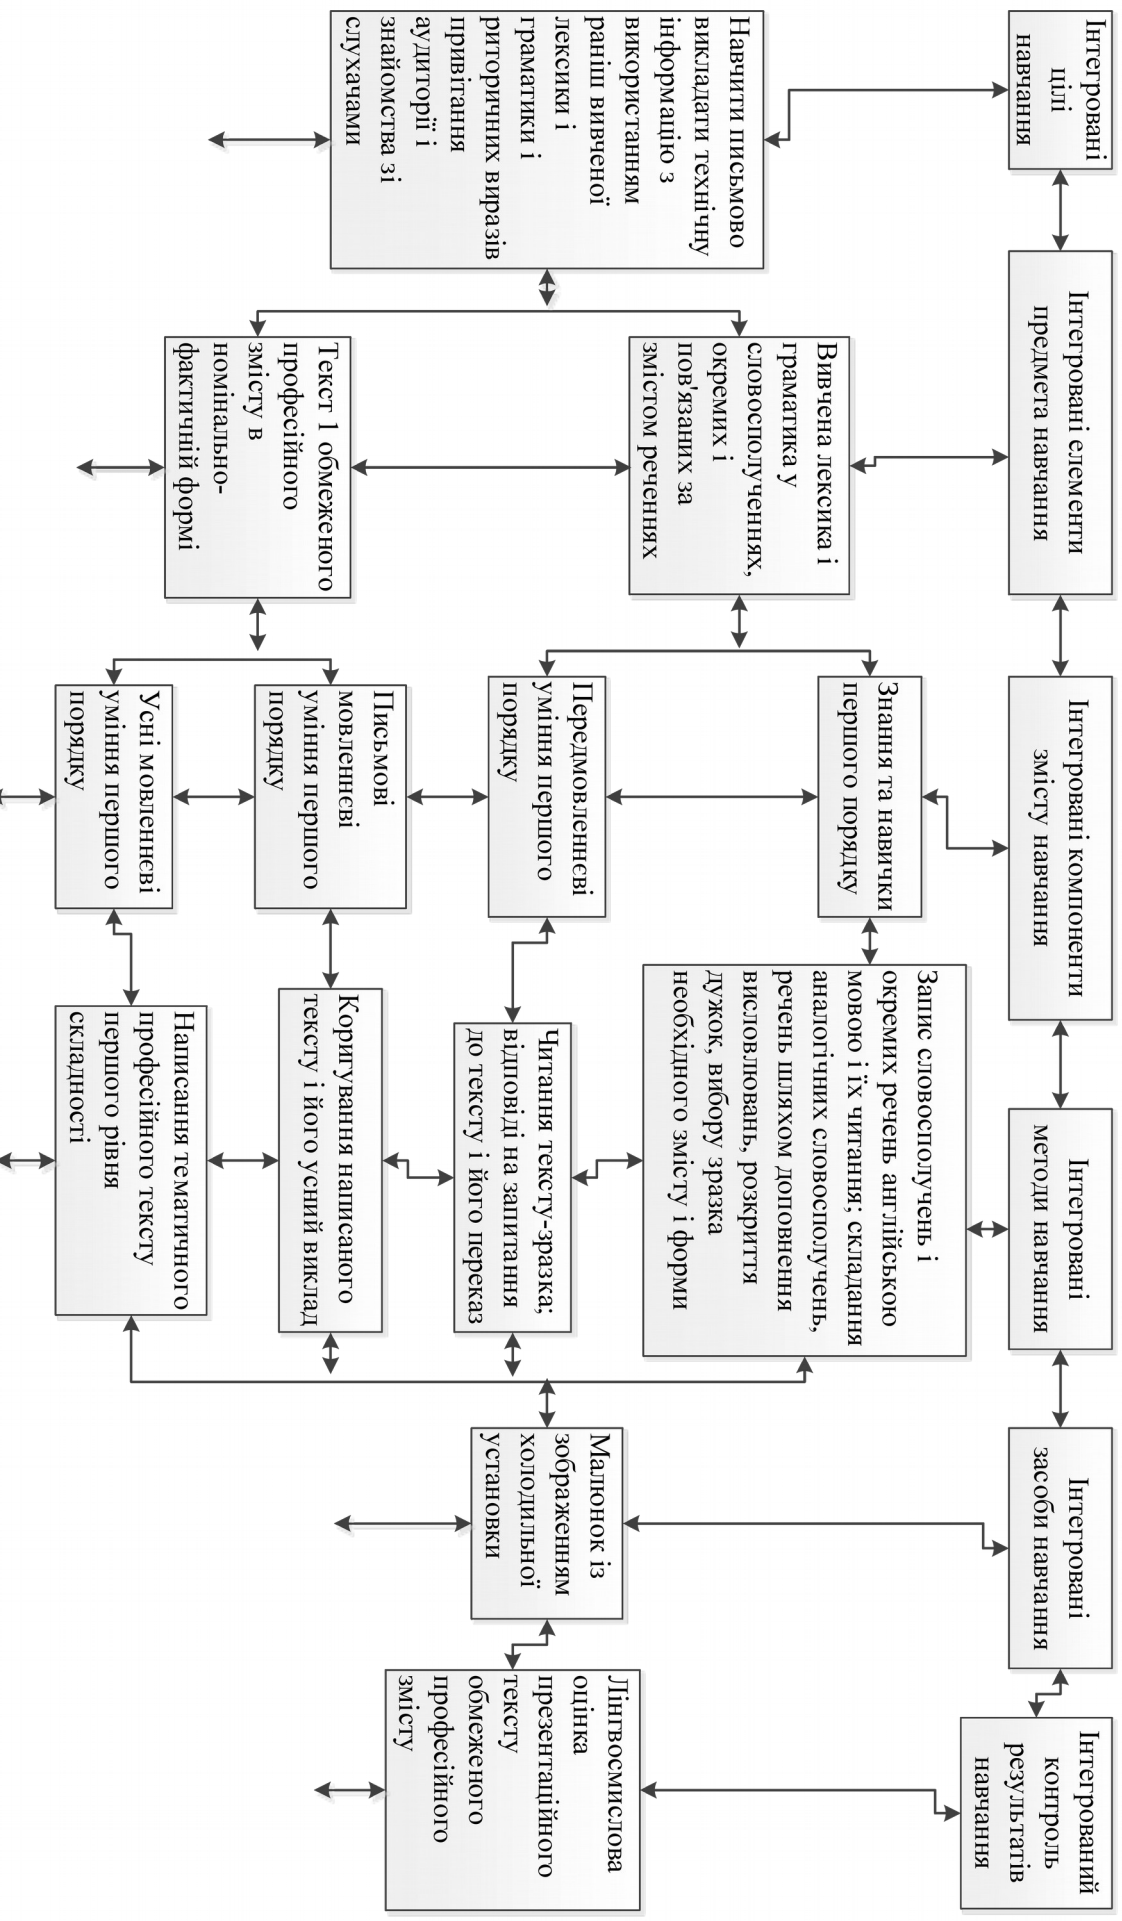 Інтегровані
цілі
навчання
Інтегровані елементи
предмета навчання
Інтегровані компоненти
змісту навчання
Інтегровані
методи навчання
Інтегровані
засоби навчання
Інтегрований
контроль
результатів
навчання
Навчити письмово
викладати технічну
інформацію з
використанням
раніш вивченої
лексики і
граматики і
риторичних виразів
привітання
аудиторії і
знайомства зі
слухачами
Вивчена лексика і
граматика у
словосполученнях,
окремих і
пов'язаних за
змістом реченнях
Текст 1 обмеженого
професійного
змісту в
номінально-
фактичній формі
Знання та навички
першого порядку
Передмовленнєві
уміння першого
порядку
Письмові
мовленнєві
уміння першого
порядку
Усні мовленнєві
уміння першого
порядку
Запис словосполучень і
окремих речень англійською
мовою і їх читання; складання
аналогічних словосполучень,
речень шляхом доповнення
висловлювань, розкриття
дужок, вибору зразка
необхідного змісту і форми
Читання тексту-зразка;
відповіді на запитання
до тексту і його переказ
Коригування написаного
тексту і його усний виклад
Написання тематичного
професійного тексту
першого рівня
складності
Малюнок із
зображенням
холодильної
установки
Лінгвосмислова
оцінка
презентаційного
тексту
обмеженого
професійного
змісту